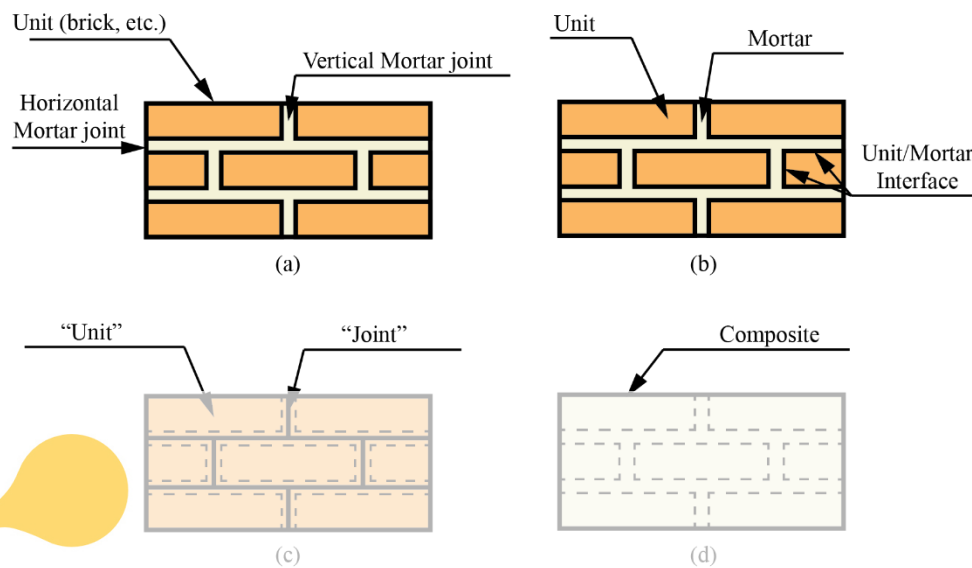 Unit (brick, etc.)
Vertical Mortar joint
Horizontal
Mortar joint
(a)
Unit
Mortar
Unit/Mortar
Interface
(b)
“Unit”
“Joint”
(c)
Composite
(d)